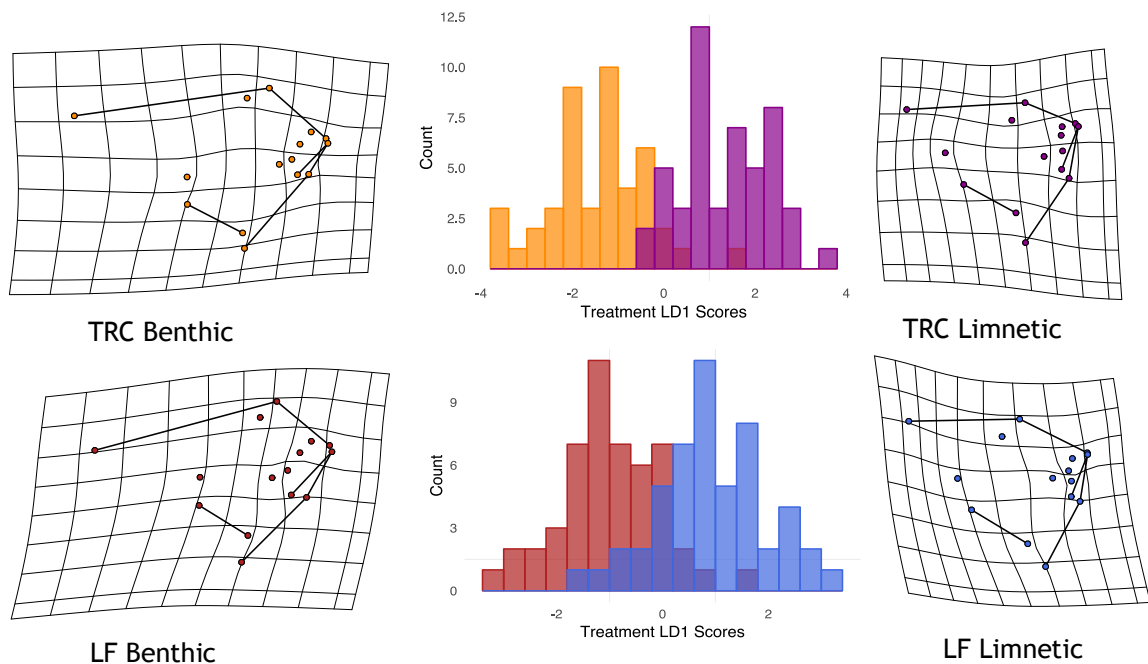 12.5
10.0
7.5
5.0
2.5
0.0
Count
-4
-2
0
2
4
Treatment LD1 Scores
TRC Benthic
TRC Limnetic
9
6
3
0
Count
-2
0
2
Treatment LD1 Scores
LF Benthic
LF Limnetic